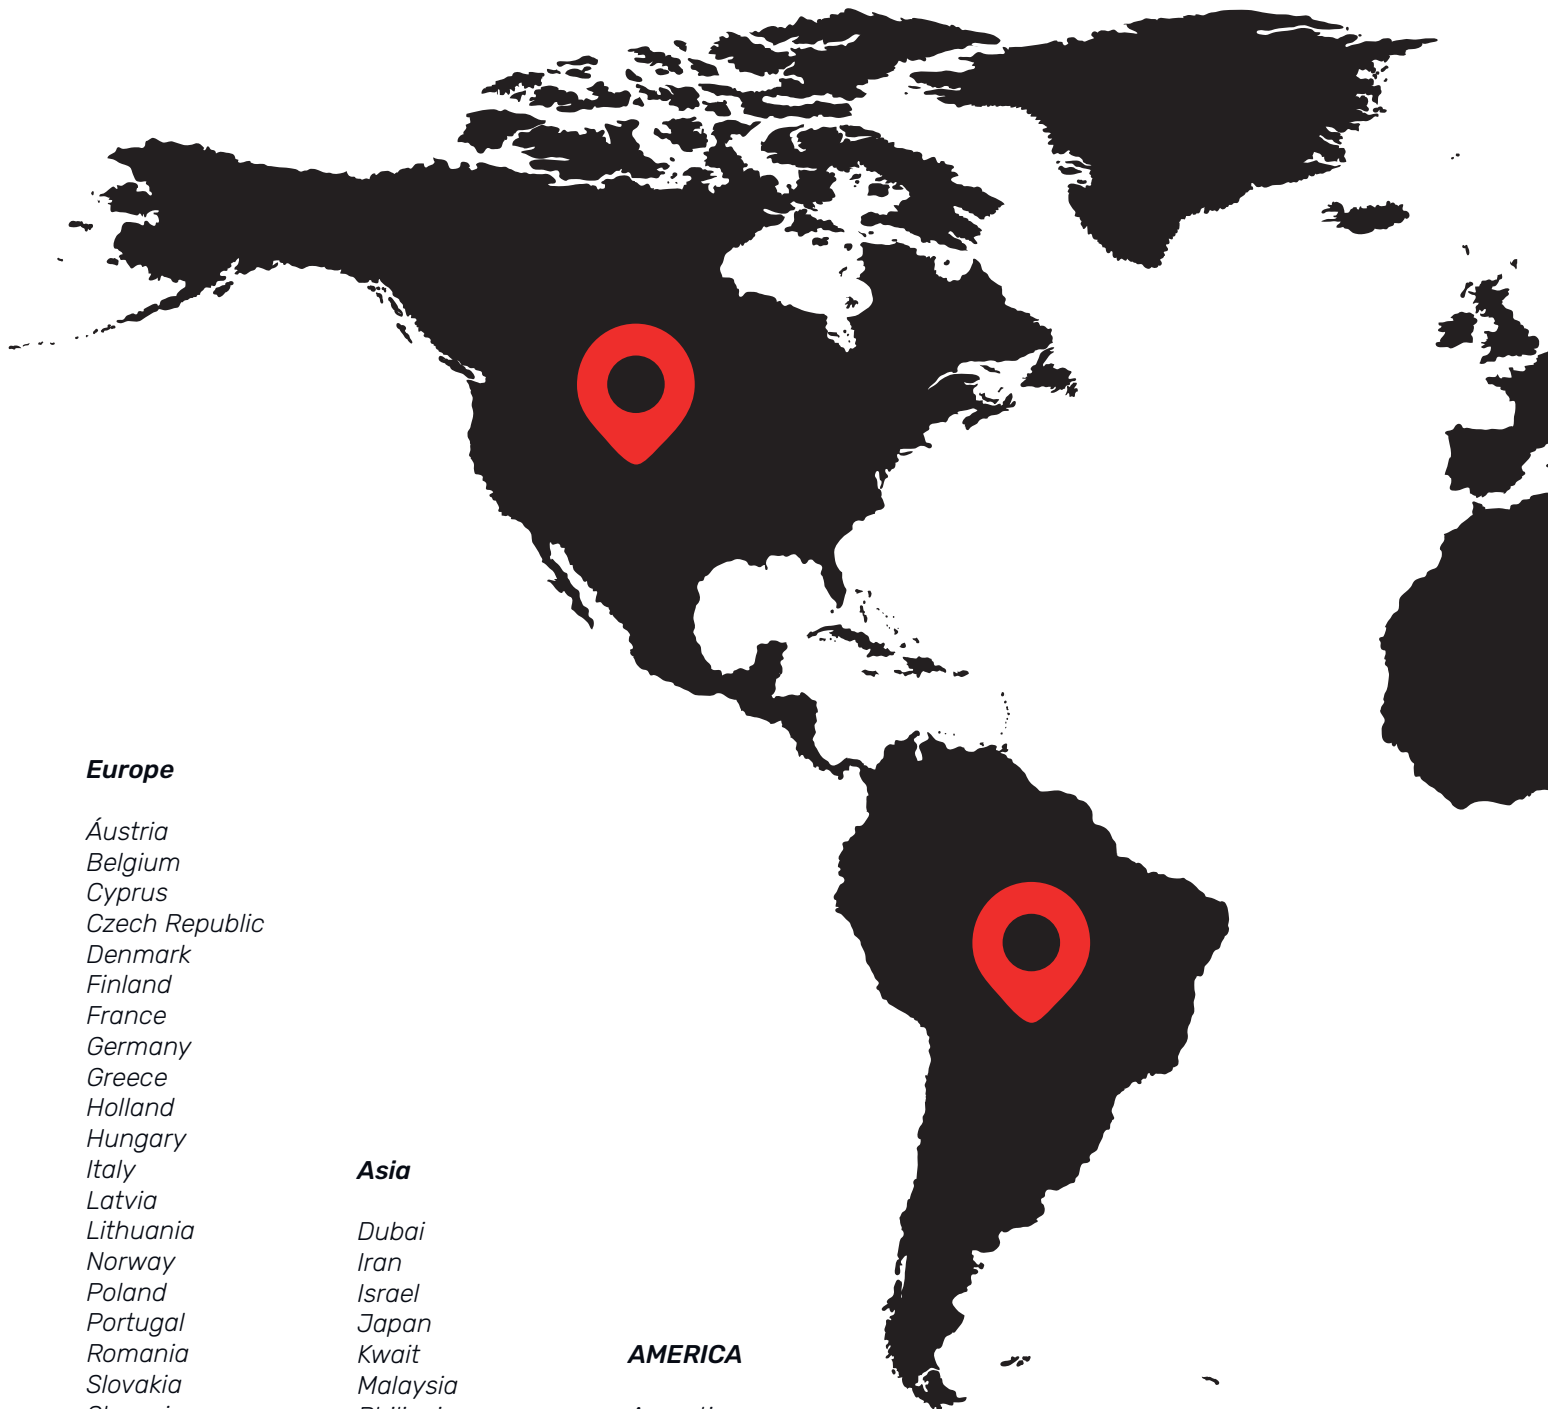 Europe
Áustria
Belgium
Cyprus
Czech Republic
Denmark
Finland
France
Germany
Greece
Holland
Hungary
Italy
Latvia
Lithuania
Norway
Poland
Portugal
Romania
Slovakia
Asia
Dubai
Iran
Israel
Japan
Kwait
Malaysia
AMERICA